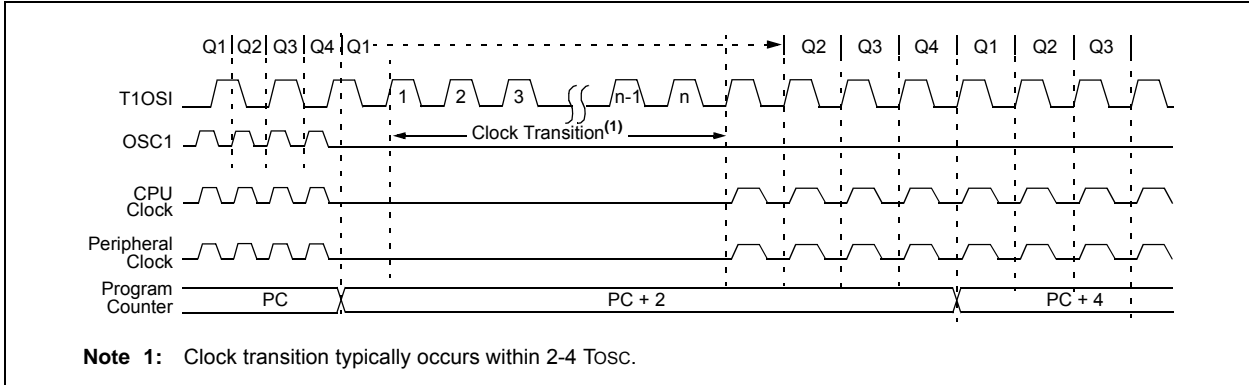 Q1 Q2 Q3 Q4 Q1 Q2 Q3 Q4 Q1 Q2 Q3
T1OSI 1 2 3 n-1 n
Clock Transition(1)
OSC1
CPU
Clock
Peripheral
Clock
Program
Counter PC PC + 2 PC + 4
Note 1: Clock transition typically occurs within 2-4 TOSC.